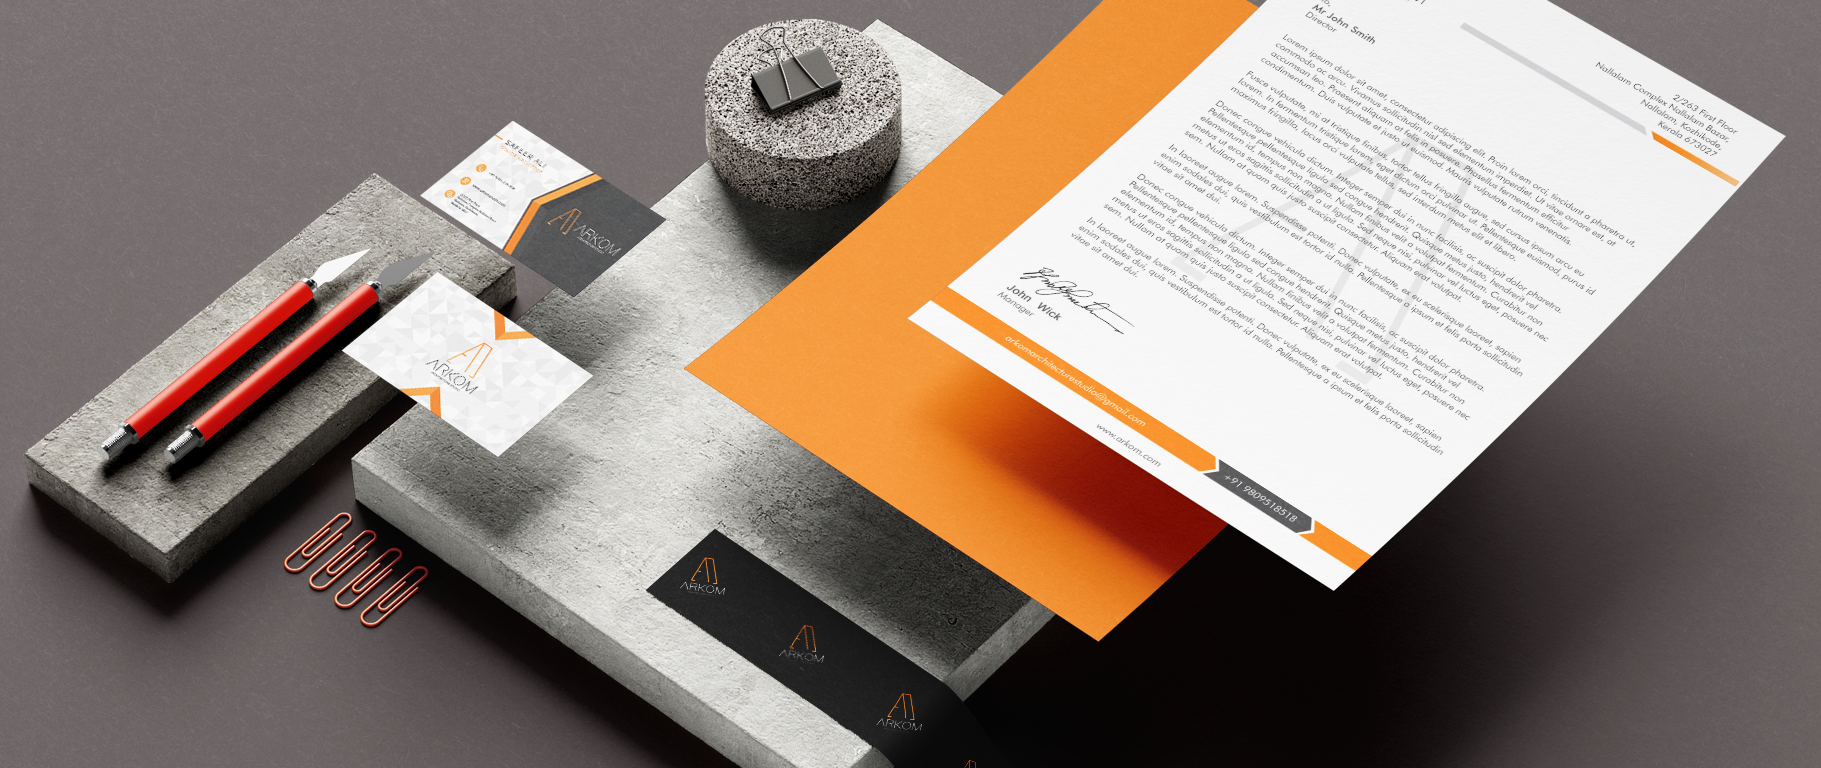 SAFEER ALI
ARKOM
ARKOM
Mr John Smith
Director
2/263 First Floor
Nallalam Complex Nallalam Bazar,
Nallalam, Kozhikode,
Kerala 673027
Lorem ipsum dolor sit amet, consectetur adipiscing elit. Proin lorem orci, tincidunt a pharetra ut,
commodo ac arcu. Vivamus sollicitudin nisl sed elementum imperdiet. Ut vitae ornare est, at
accumsan leo. Praesent aliquam at felis in posuere. Phasellus fermentum efficitur
condimentum. Duis vulputate et justo ut euismod. Mauris vulputate rutrum venenatis.
Fusce vulputate, mi at tristique finibus, tortor tellus fringilla augue, sed cursus ipsum arcu eu
lorem. In fermentum tristique lorem, eget dictum orci pulvinar ut. Pellentesque euismod, purus id
maximus fringilla, lacus orci vulputate tellus, sed interdum metus elit et libero.
Donec congue vehicula dictum. Integer semper dui in nunc facilisis, ac suscipit dolor pharetra.
Pellentesque pellentesque ligula sed congue hendrerit. Quisque metus justo, hendrerit vel
elementum id, tempus non magna. Nullam finibus velit a volutpat fermentum. Curabitur non
metus ut eros sagittis sollicitudin a ut ligula. Sed neque nisi, pulvinar vel luctus eget, posuere nec
sem. Nullam at quam quis justo suscipit consectetur. Aliquam erat volutpat.
In laoreet augue lorem. Suspendisse potenti. Donec vulputate, ex eu scelerisque laoreet, sapien
enim sodales dui, quis vestibulum est tortor id nulla. Pellentesque a ipsum et felis porta sollicitudin
vitae sit amet dui.
Donec congue vehicula dictum. Integer semper dui in nunc facilisis, ac suscipit dolor pharetra.
Pellentesque pellentesque ligula sed congue hendrerit. Quisque metus justo, hendrerit vel
elementum id, tempus non magna. Nullam finibus velit a volutpat fermentum. Curabitur non
metus ut eros sagittis sollicitudin a ut ligula. Sed neque nisi, pulvinar vel luctus eget, posuere nec
sem. Nullam at quam quis justo suscipit consectetur. Aliquam erat volutpat.
In laoreet augue lorem. Suspendisse potenti. Donec vulputate, ex eu scelerisque laoreet, sapien
enim sodales dui, quis vestibulum est tortor id nulla. Pellentesque a ipsum et felis porta sollicitudin
vitae sit amet dui.
John Wick
Manager
arkomarchitecturestudio@gmail.com
www.arkom.com
+91 9809518518
ARKOM
ARKOM
ARKOM